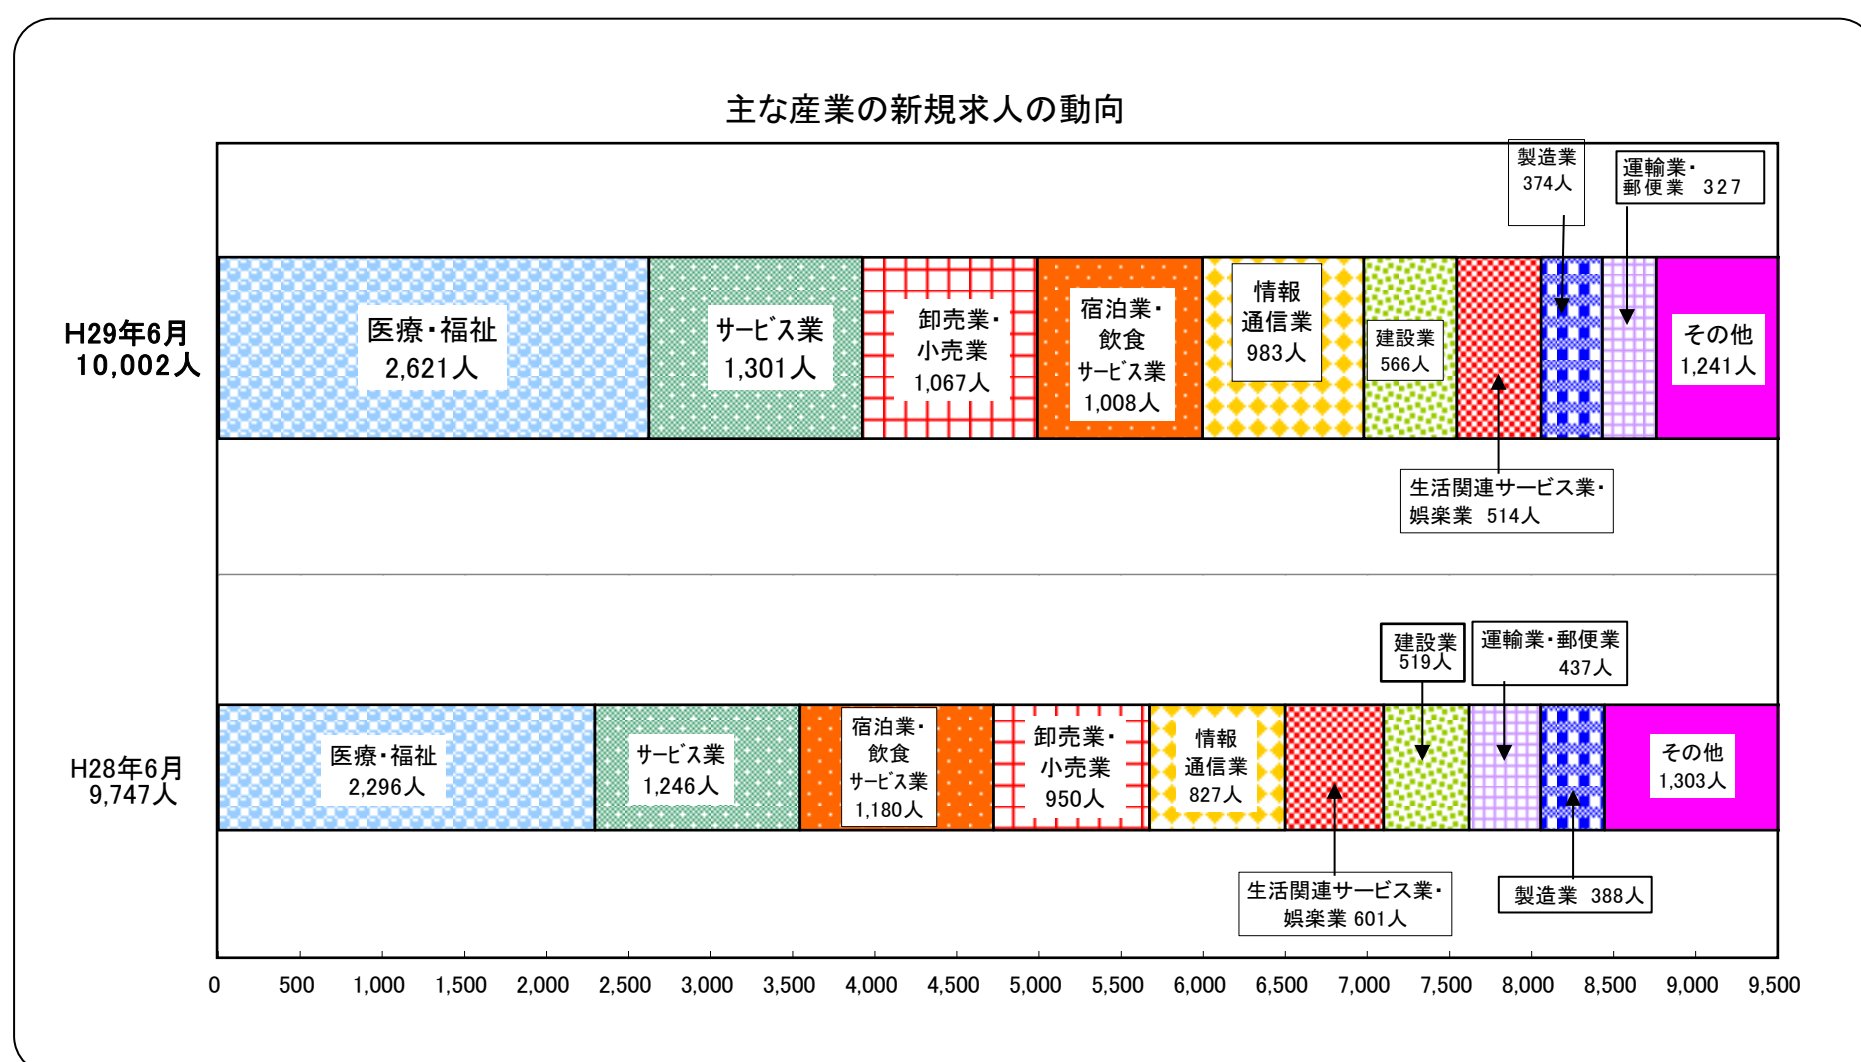 主な産業の新規求人の動向
製造業
374人
運輸業・
郵便業 327
H29年6月
10,002人
医療・福祉
2,621人
サービス業
1,301人
卸売業・
小売業
1,067人
宿泊業・
飲食
サービス業
1,008人
情報
通信業
983人
建設業
566人
その他
1,241人
生活関連サービス業・
娯楽業 514人
建設業
519人
運輸業・郵便業
437人
H28年6月
9,747人
医療・福祉
2,296人
サービス業
1,246人
宿泊業・
飲食
サービス業
1,180人
卸売業・
小売業
950人
情報
通信業
827人
その他
1,303人
生活関連サービス業・
娯楽業 601人
製造業 388人
0 500 1,000 1,500 2,000 2,500 3,000 3,500 4,000 4,500 5,000 5,500 6,000 6,500 7,000 7,500 8,000 8,500 9,000 9,500